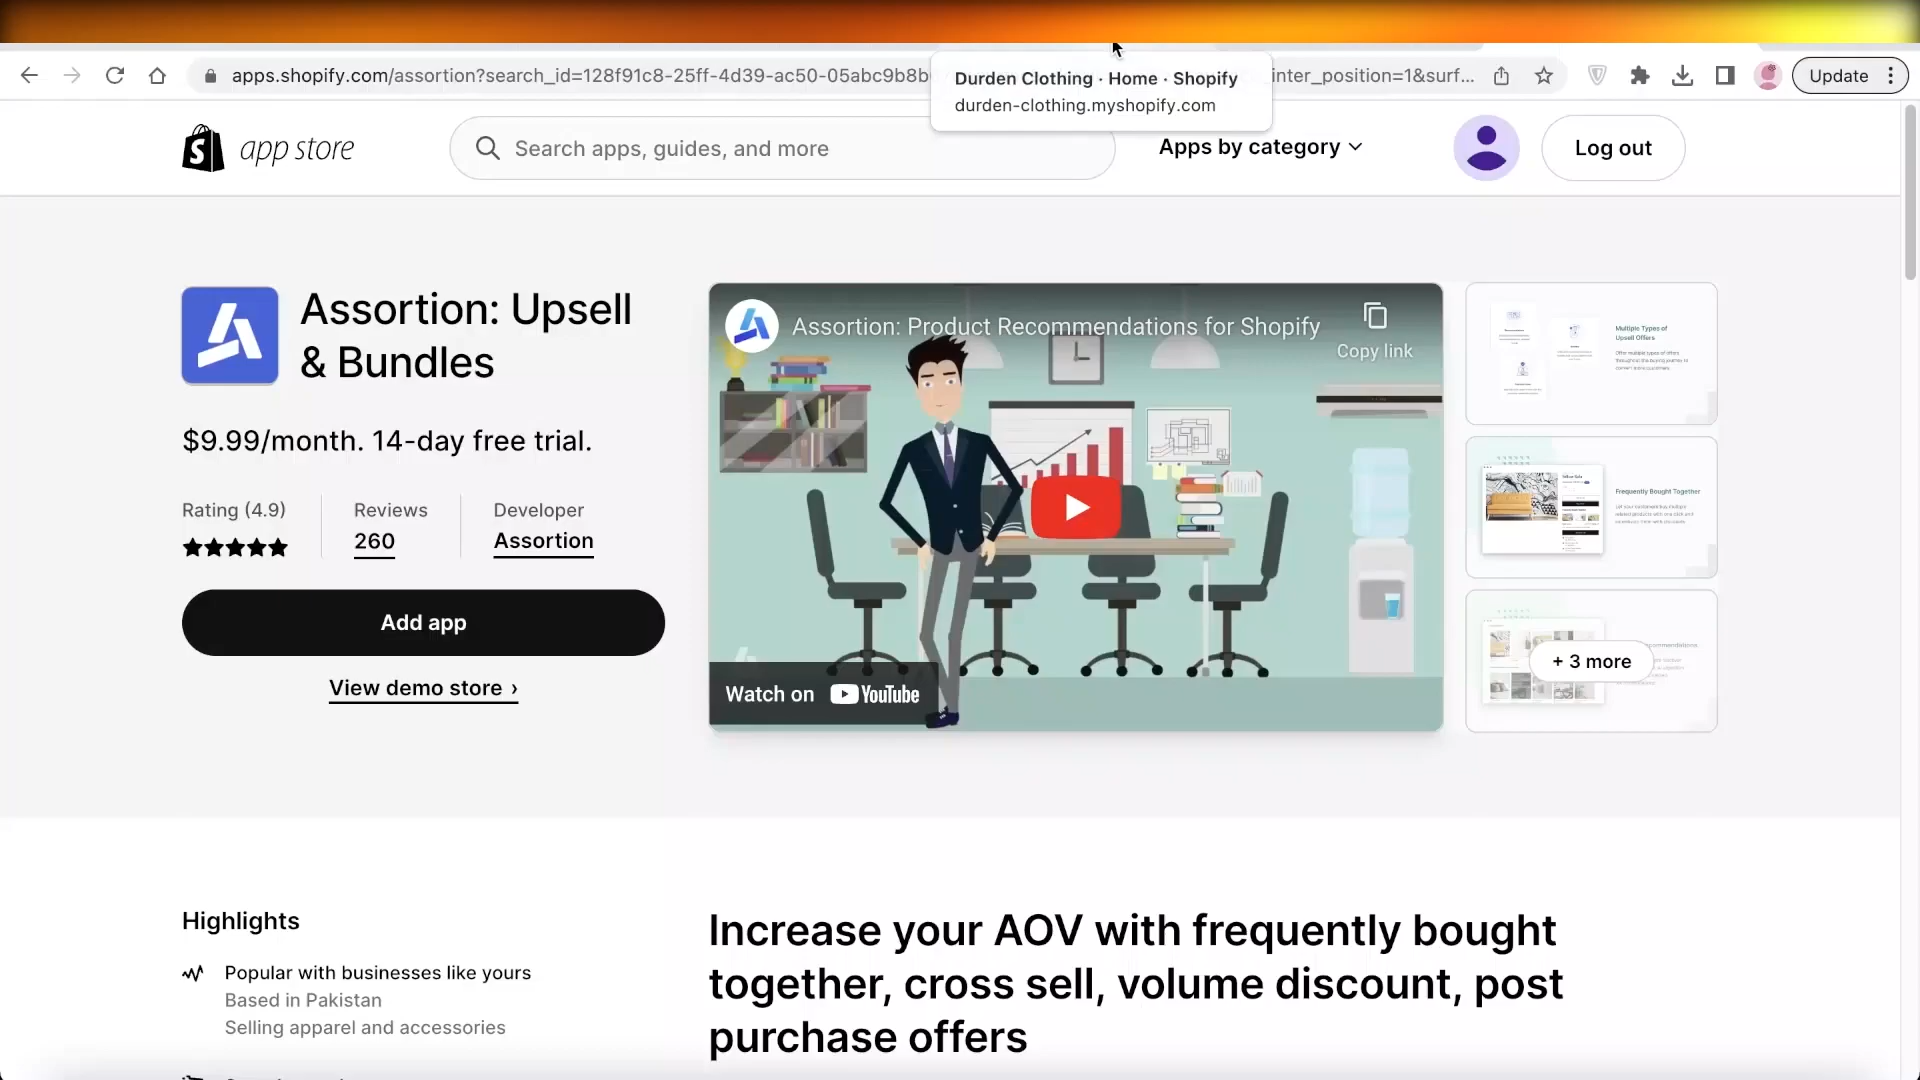 apps.shopify.com/assortion?search_id=128f91c8-25ff-4d39-ac50-05abc9b8b
inter_position=1&surf...
Update
Durden Clothing · Home · Shopify
durden-clothing.myshopify.com
app store
Search apps, guides, and more
Apps by category
Log out
Assortion: Upsell
& Bundles
$9.99/month. 14-day free trial.
Rating (4.9)
Reviews
260
Developer
Assortion
Add app
View demo store ›
Assortion: Product Recommendations for Shopify
Copy link
Watch on YouTube
Multiple Types of
Upsell Offers
Frequently Bought Together
+ 3 more
Highlights
Popular with businesses like yours
Based in Pakistan
Selling apparel and accessories
Increase your AOV with frequently bought
together, cross sell, volume discount, post
purchase offers